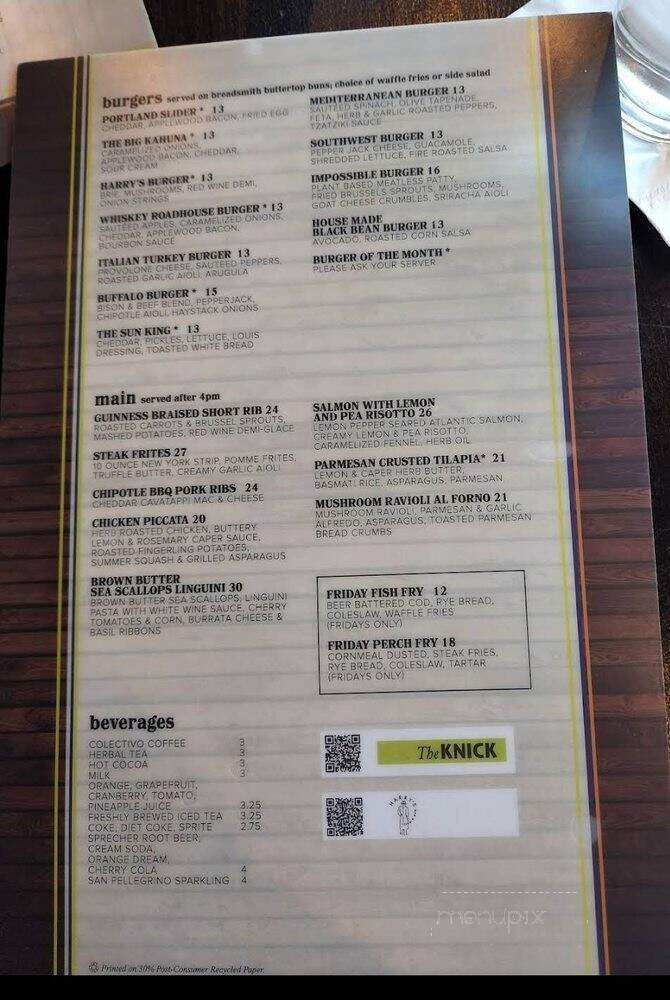 burgers served on breadsmith buttertop buns, choice of waffle fries or side salad
PORTLAND SLIDER * 13
CHEDDAR, APPLEWOOD BACON, FRIED EGG
THE BIG KAHUNA * 13
CARAMELIZED ONIONS,
APPLEWOOD BACON, CHEDDAR,
SOUR CREAM
HARRY'S BURGER * 13
BRIE, MUSHROOMS, RED WINE DEMI,
ONION STRINGS
WHISKEY ROADHOUSE BURGER * 13
SAUTÉED APPLES, CARAMELIZED ONIONS,
CHEDDAR, APPLEWOOD BACON,
BOURBON SAUCE
ITALIAN TURKEY BURGER 13
PROVOLONE CHEESE, SAUTEED PEPPERS,
ROASTED GARLIC AIOLI, ARUGULA
BUFFALO BURGER * 15
BISON & BEEF BLEND, PEPPERJACK,
CHIPOTLE AIOLI, HAYSTACK ONIONS
THE SUN KING * 13
CHEDDAR, PICKLES, LETTUCE, LOUIS
DRESSING, TOASTED WHITE BREAD
MEDITERRANEAN BURGER 13
SAUTEED SPINACH, OLIVE TAPENADE,
FETA, HERB & GARLIC ROASTED PEPPERS,
TZATZIKI SAUCE
SOUTHWEST BURGER 13
PEPPER JACK CHEESE, GUACAMOLE,
SHREDDED LETTUCE, FIRE ROASTED SALSA
IMPOSSIBLE BURGER 16
PLANT BASED MEATLESS PATTY,
FRIED BRUSSELS SPROUTS, MUSHROOMS,
GOAT CHEESE CRUMBLES, SRIRACHA AIOLI
HOUSE MADE
BLACK BEAN BURGER 13
AVOCADO, ROASTED CORN SALSA
BURGER OF THE MONTH *
PLEASE ASK YOUR SERVER
main served after 4pm
GUINNESS BRAISED SHORT RIB 24
ROASTED CARROTS & BRUSSEL SPROUTS,
MASHED POTATOES, RED WINE DEMI-GLACE
STEAK FRITES 27
10 OUNCE NEW YORK STRIP, POMME FRITES,
TRUFFLE BUTTER, CREAMY GARLIC AIOLI
CHIPOTLE BBQ PORK RIBS 24
CHEDDAR CAVATAPPI MAC & CHEESE
CHICKEN PICCATA 20
HERB ROASTED CHICKEN, BUTTERY
LEMON & ROSEMARY CAPER SAUCE,
ROASTED FINGERLING POTATOES,
SUMMER SQUASH & GRILLED ASPARAGUS
BROWN BUTTER
SEA SCALLOPS LINGUINI 30
BROWN BUTTER SEA SCALLOPS, LINGUINI
PASTA WITH WHITE WINE SAUCE, CHERRY
TOMATOES & CORN, BURRATA CHEESE &
BASIL RIBBONS
SALMON WITH LEMON
AND PEA RISOTTO 26
LEMON PEPPER SEARED ATLANTIC SALMON,
CREAMY LEMON & PEA RISOTTO,
CARAMELIZED FENNEL, HERB OIL
PARMESAN CRUSTED TILAPIA* 21
LEMON & CAPER HERB BUTTER,
BASMATI RICE, ASPARAGUS, PARMESAN
MUSHROOM RAVIOLI AL FORNO 21
MUSHROOM RAVIOLI, PARMESAN & GARLIC
ALFREDO, ASPARAGUS, TOASTED PARMESAN
BREAD CRUMBS
FRIDAY FISH FRY 12
BEER BATTERED COD, RYE BREAD,
COLESLAW, WAFFLE FRIES
(FRIDAYS ONLY)
FRIDAY PERCH FRY 18
CORNMEAL DUSTED, STEAK FRIES,
RYE BREAD, COLESLAW, TARTAR
(FRIDAYS ONLY)
beverages
COLECTIVO COFFEE 3
HERBAL TEA 3
HOT COCOA 3
MILK 3
ORANGE, GRAPEFRUIT,
CRANBERRY, TOMATO,
PINEAPPLE JUICE 3.25
FRESHLY BREWED ICED TEA 3.25
COKE, DIET COKE, SPRITE 2.75
SPRECHER ROOT BEER,
CREAM SODA,
ORANGE DREAM,
CHERRY COLA 4
SAN PELLEGRINO SPARKLING 4
The KNICK
HARRY'S
menupix
Printed on 30% Post-Consumer Recycled Paper.